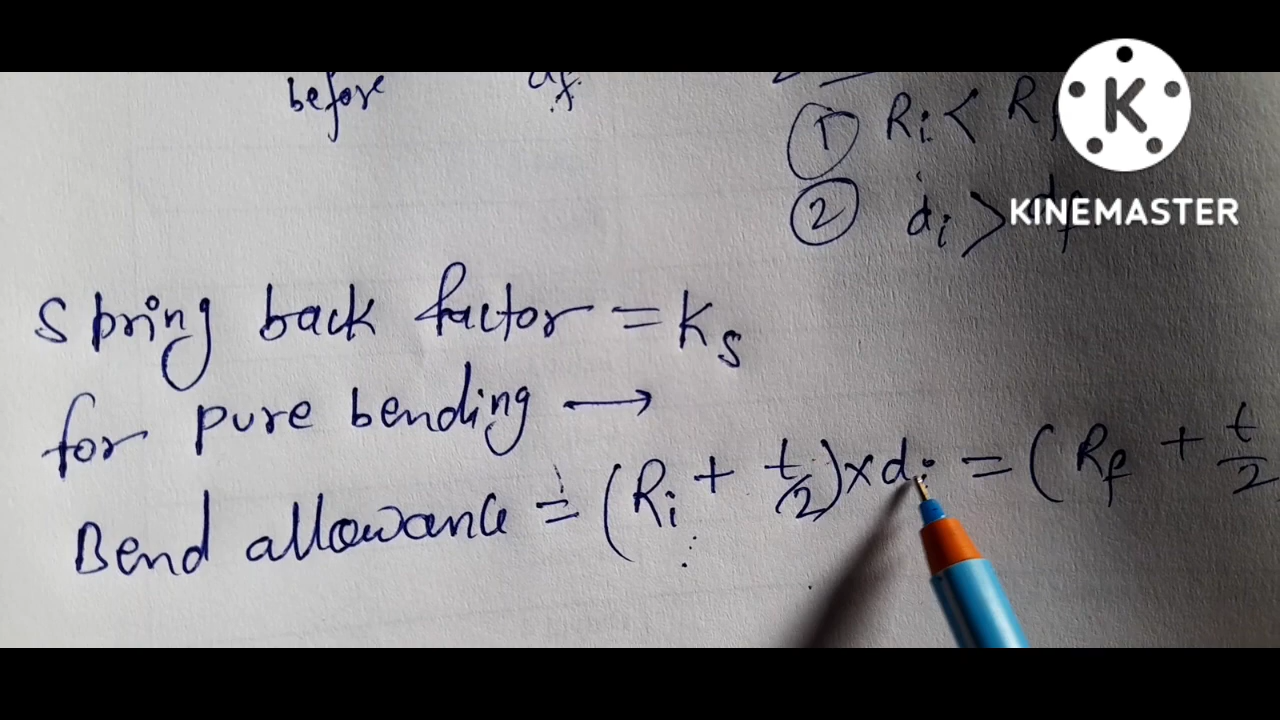 before
① Ri < R
② di > df
KINEMASTER
Spring back factor = Ks
for pure bending →
Bend allowance = (Ri + t/2) x di = (Rf + t/2